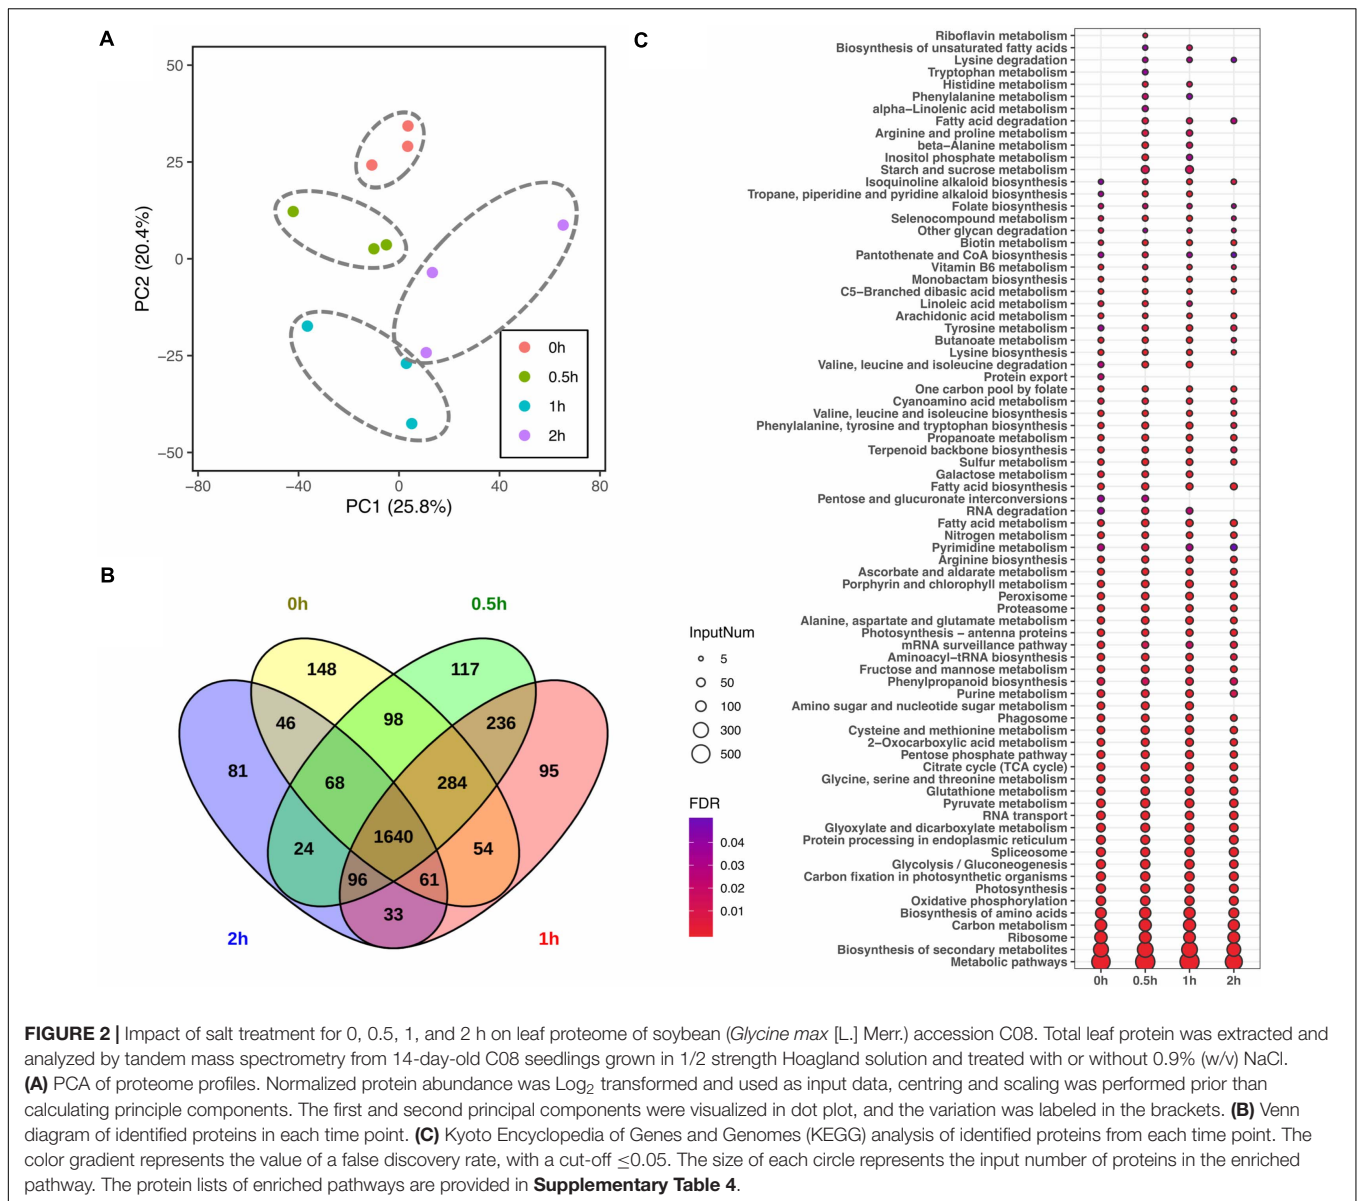 A
50
25
0
−25
−50
PC2 (20.4%)
−80
−40
0
40
80
PC1 (25.8%)
0h
0.5h
1h
2h
B
0h
0.5h
148
117
46
98
236
81
68
284
95
1640
24
54
96
61
33
2h
1h
C
Riboflavin metabolism
Biosynthesis of unsaturated fatty acids
Lysine degradation
Tryptophan metabolism
Histidine metabolism
Phenylalanine metabolism
alpha−Linolenic acid metabolism
Fatty acid degradation
Arginine and proline metabolism
beta−Alanine metabolism
Inositol phosphate metabolism
Starch and sucrose metabolism
Isoquinoline alkaloid biosynthesis
Tropane, piperidine and pyridine alkaloid biosynthesis
Folate biosynthesis
Selenocompound metabolism
Other glycan degradation
Biotin metabolism
Pantothenate and CoA biosynthesis
Vitamin B6 metabolism
Monobactam biosynthesis
C5−Branched dibasic acid metabolism
Linoleic acid metabolism
Arachidonic acid metabolism
Tyrosine metabolism
Butanoate metabolism
Lysine biosynthesis
Valine, leucine and isoleucine degradation
Protein export
One carbon pool by folate
Cyanoamino acid metabolism
Valine, leucine and isoleucine biosynthesis
Phenylalanine, tyrosine and tryptophan biosynthesis
Propanoate metabolism
Terpenoid backbone biosynthesis
Sulfur metabolism
Galactose metabolism
Fatty acid biosynthesis
Pentose and glucuronate interconversions
RNA degradation
Fatty acid metabolism
Nitrogen metabolism
Pyrimidine metabolism
Arginine biosynthesis
Ascorbate and aldarate metabolism
Porphyrin and chlorophyll metabolism
Peroxisome
Proteasome
Alanine, aspartate and glutamate metabolism
Photosynthesis − antenna proteins
mRNA surveillance pathway
Aminoacyl−tRNA biosynthesis
Fructose and mannose metabolism
Phenylpropanoid biosynthesis
Purine metabolism
Amino sugar and nucleotide sugar metabolism
Phagosome
Cysteine and methionine metabolism
2−Oxocarboxylic acid metabolism
Pentose phosphate pathway
Citrate cycle (TCA cycle)
Glycine, serine and threonine metabolism
Glutathione metabolism
Pyruvate metabolism
RNA transport
Glyoxylate and dicarboxylate metabolism
Protein processing in endoplasmic reticulum
Spliceosome
Glycolysis / Gluconeogenesis
Carbon fixation in photosynthetic organisms
Photosynthesis
Oxidative phosphorylation
Biosynthesis of amino acids
Carbon metabolism
Ribosome
Biosynthesis of secondary metabolites
Metabolic pathways
0h
0.5h
1h
2h
InputNum
5
50
100
300
500
FDR
0.04
0.03
0.02
0.01
FIGURE 2 | Impact of salt treatment for 0, 0.5, 1, and 2 h on leaf proteome of soybean (Glycine max [L.] Merr.) accession C08. Total leaf protein was extracted and
analyzed by tandem mass spectrometry from 14-day-old C08 seedlings grown in 1/2 strength Hoagland solution and treated with or without 0.9% (w/v) NaCl.
(A) PCA of proteome profiles. Normalized protein abundance was Log2 transformed and used as input data, centring and scaling was performed prior than
calculating principle components. The first and second principal components were visualized in dot plot, and the variation was labeled in the brackets. (B) Venn
diagram of identified proteins in each time point. (C) Kyoto Encyclopedia of Genes and Genomes (KEGG) analysis of identified proteins from each time point. The
color gradient represents the value of a false discovery rate, with a cut-off ≤0.05. The size of each circle represents the input number of proteins in the enriched
pathway. The protein lists of enriched pathways are provided in Supplementary Table 4.